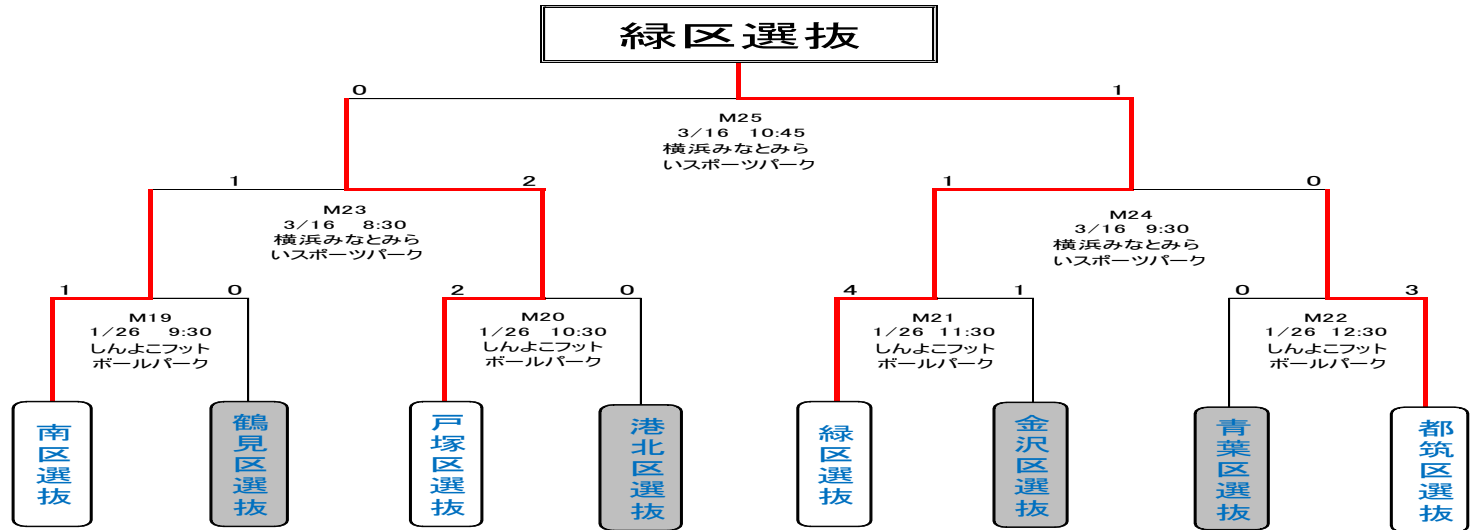 緑区選抜
0
1
M25
3/16 10:45
横浜みなとみら
いスポーツパーク
1
2
1
0
M23
3/16 8:30
横浜みなとみら
いスポーツパーク
M24
3/16 9:30
横浜みなとみら
いスポーツパーク
1
0
2
0
4
1
0
3
M19
1/26 9:30
しんよこフット
ボールパーク
M20
1/26 10:30
しんよこフット
ボールパーク
M21
1/26 11:30
しんよこフット
ボールパーク
M22
1/26 12:30
しんよこフット
ボールパーク
南区選抜
鶴見区選抜
戸塚区選抜
港北区選抜
緑区選抜
金沢区選抜
青葉区選抜
都筑区選抜